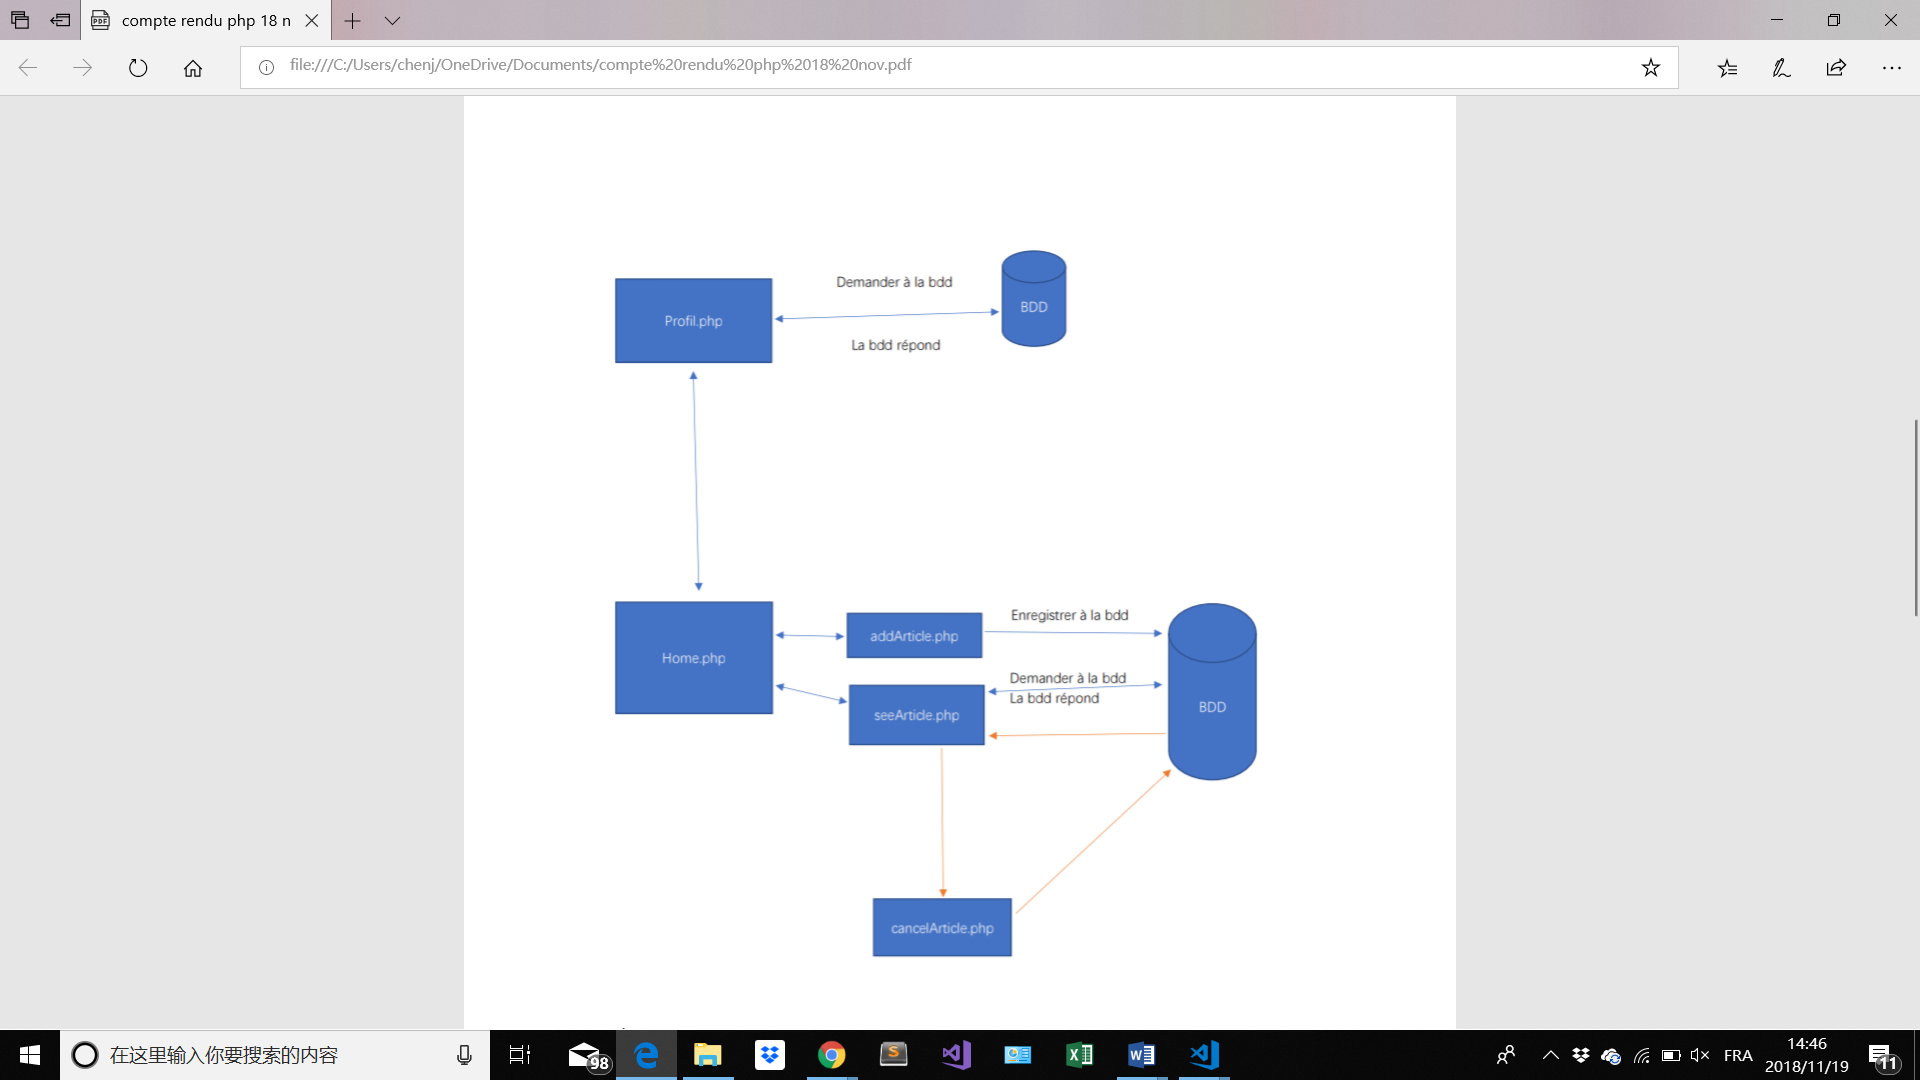 compte rendu php 18 n
file:///C:/Users/chenj/OneDrive/Documents/compte%20rendu%20php%2018%20nov.pdf
Demander à la bdd
BDD
Profil.php
La bdd répond
Enregistrer à la bdd
addArticle.php
Home.php
Demander à la bdd
La bdd répond
seeArticle.php
BDD
cancelArticle.php
在这里输入你要搜索的内容
98
FRA
14:46
2018/11/19
11